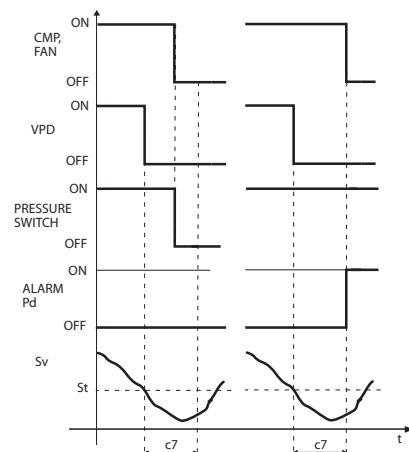 ON
CMP,
FAN
OFF
ON
VPD
OFF
ON
PRESSURE
SWITCH
OFF
ON
ALARM
Pd
OFF
Sv
St
t
c7
c7